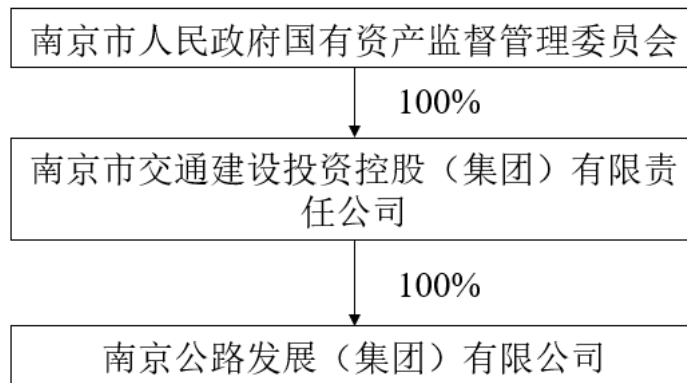 南京市人民政府国有资产监督管理委员会
100%
南京市交通建设投资控股（集团）有限责
任公司
100%
南京公路发展（集团）有限公司